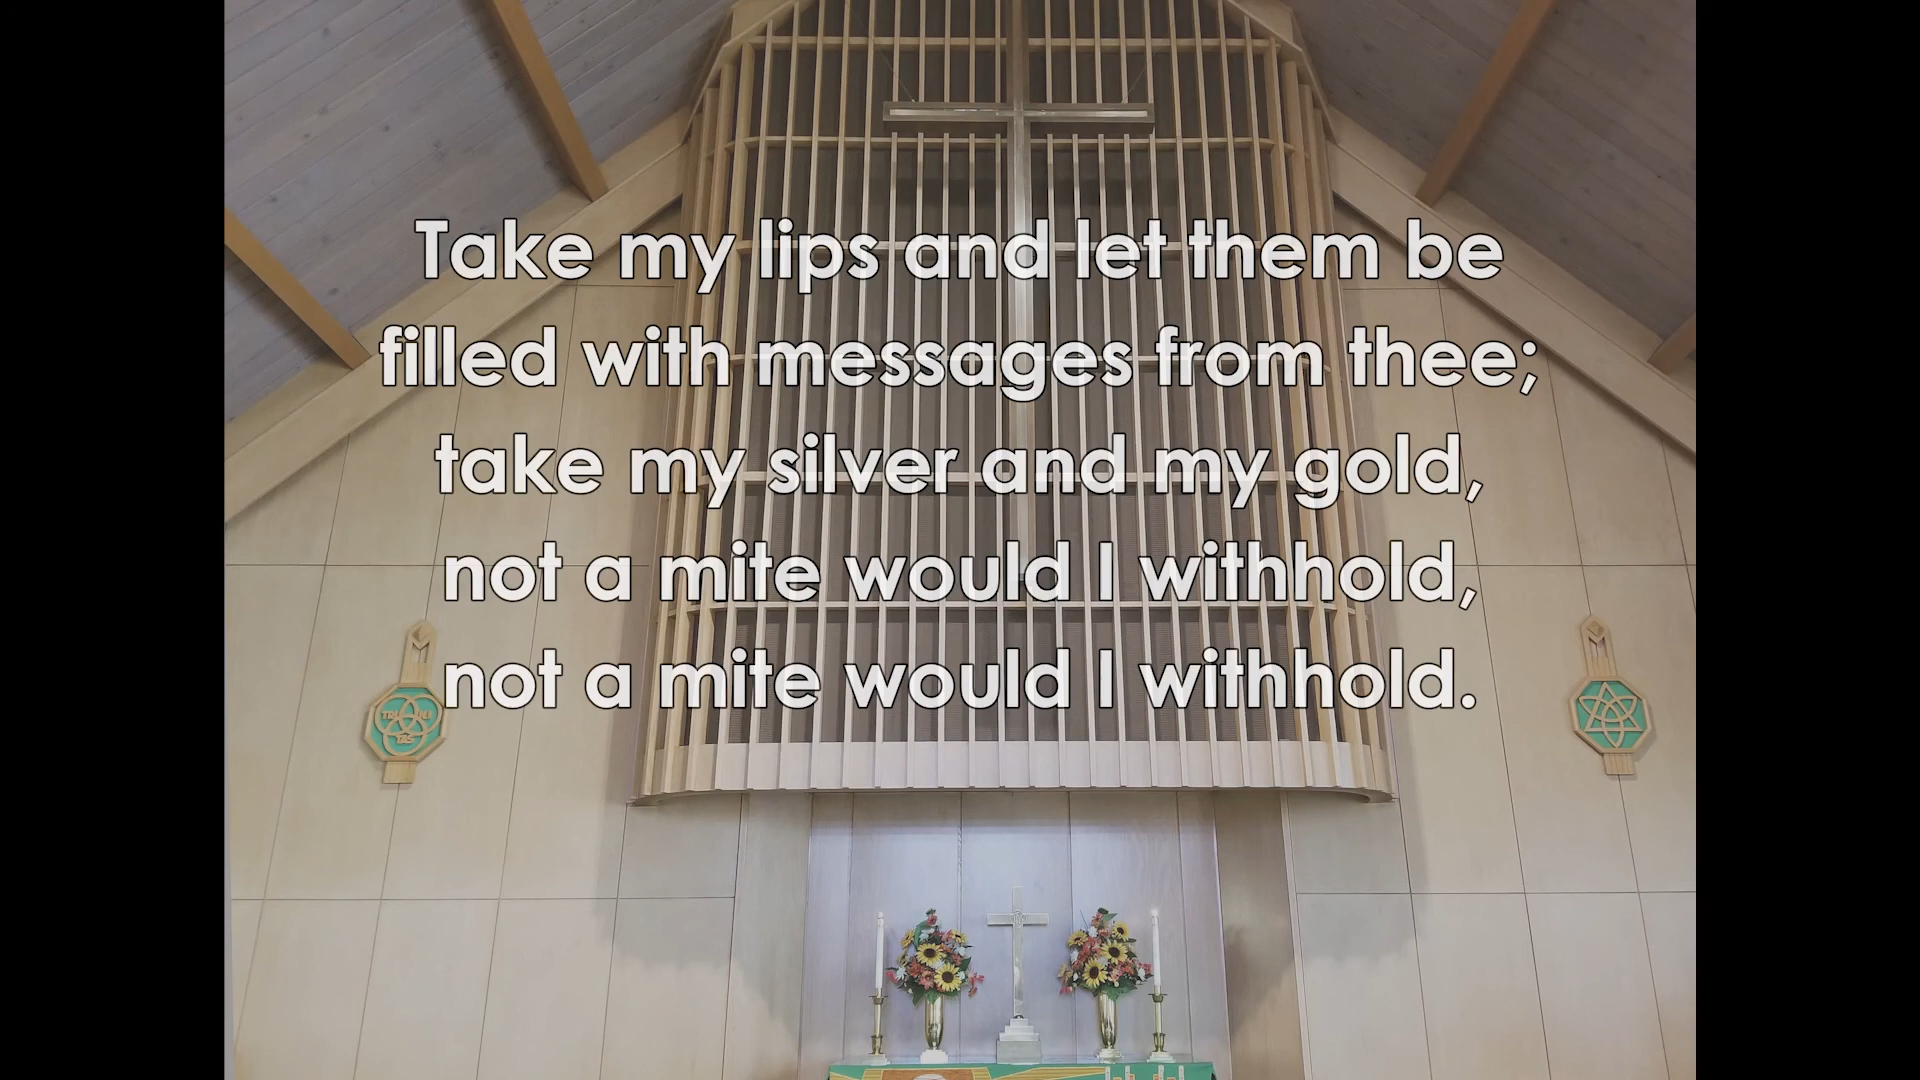 Take my lips and let them be
filled with messages from thee;
take my silver and my gold,
not a mite would I withhold,
not a mite would I withhold.